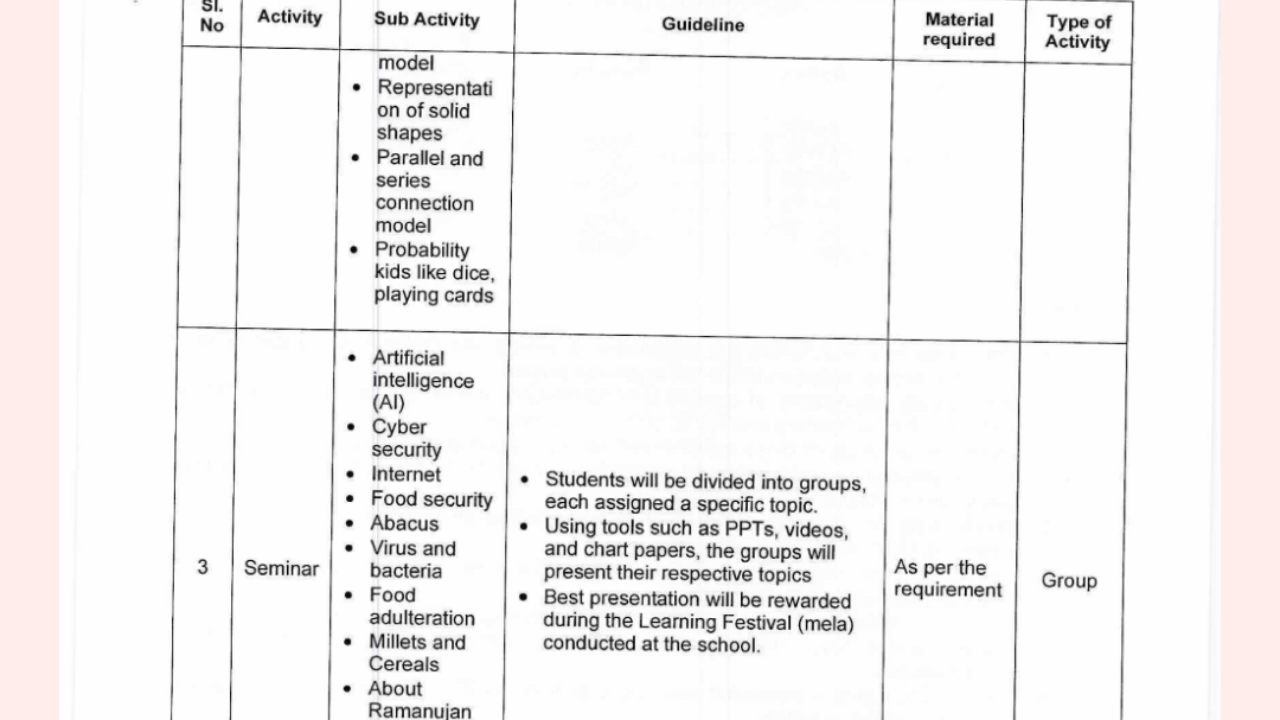 Sl. No
Activity
Sub Activity
Guideline
Material required
Type of Activity
model
• Representati
on of solid
shapes
• Parallel and
series
connection
model
• Probability
kids like dice,
playing cards
3
Seminar
• Artificial
intelligence
(AI)
• Cyber
security
• Internet
• Food security
• Abacus
• Virus and
bacteria
• Food
adulteration
• Millets and
Cereals
• About
Ramanujan
• Students will be divided into groups,
each assigned a specific topic.
• Using tools such as PPTs, videos,
and chart papers, the groups will
present their respective topics
• Best presentation will be rewarded
during the Learning Festival (mela)
conducted at the school.
As per the
requirement
Group